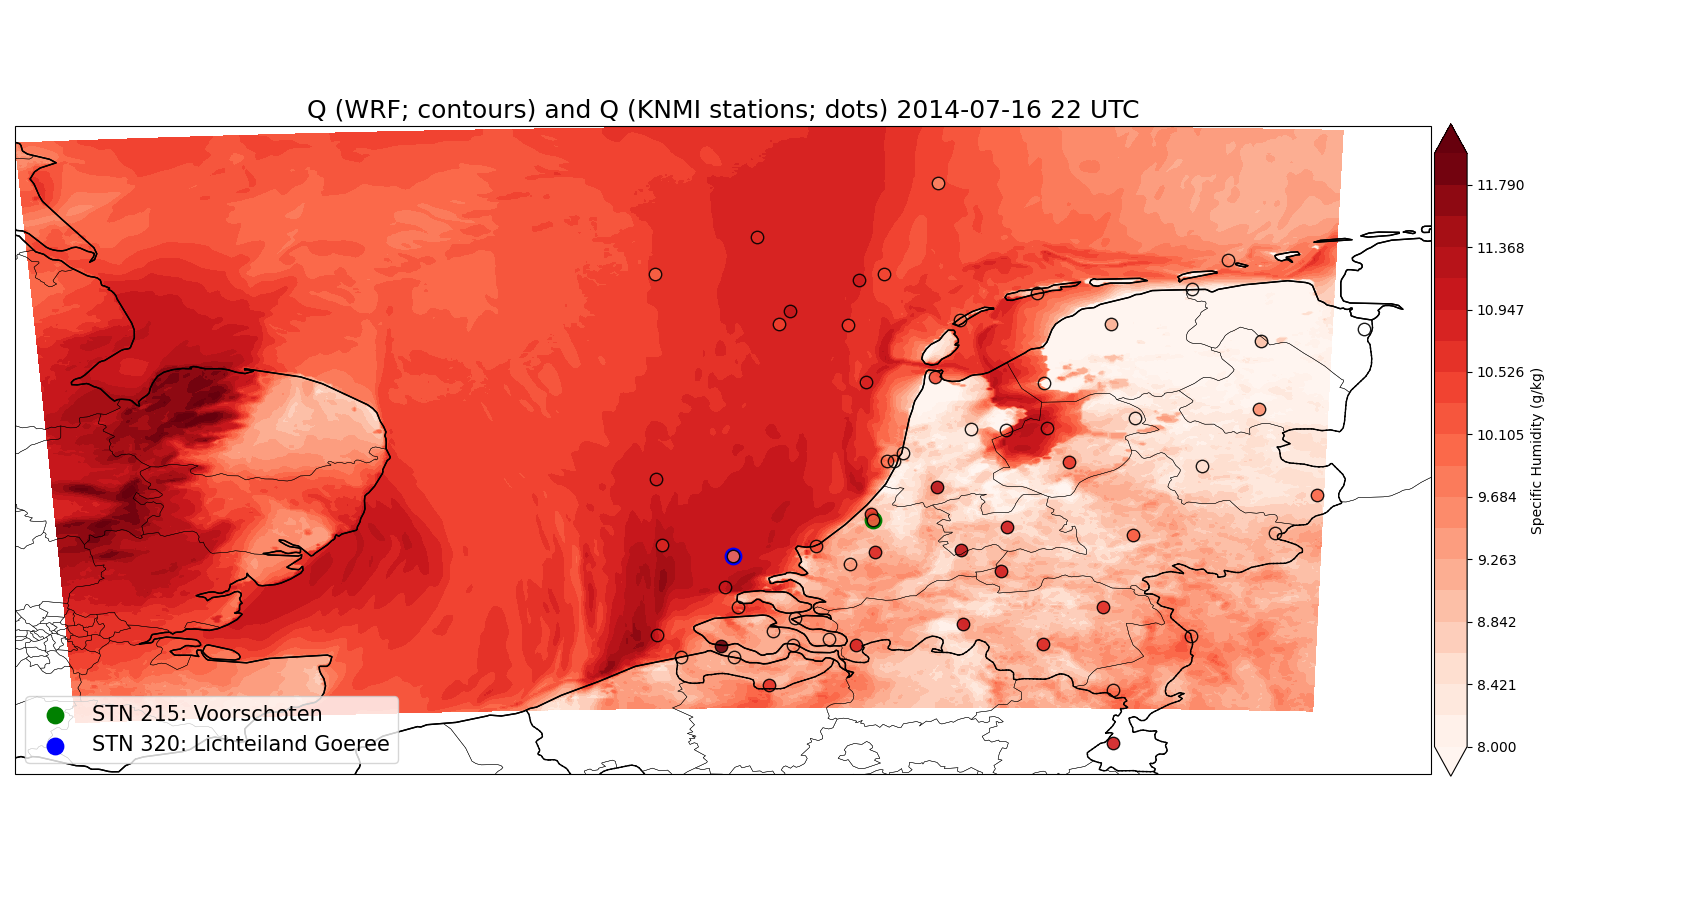 Q (WRF; contours) and Q (KNMI stations; dots) 2014-07-16 22 UTC
11.790
11.368
10.947
10.526
10.105
9.684
9.263
8.842
8.421
8.000
Specific Humidity (g/kg)
STN 215: Voorschoten
STN 320: Lichteiland Goeree